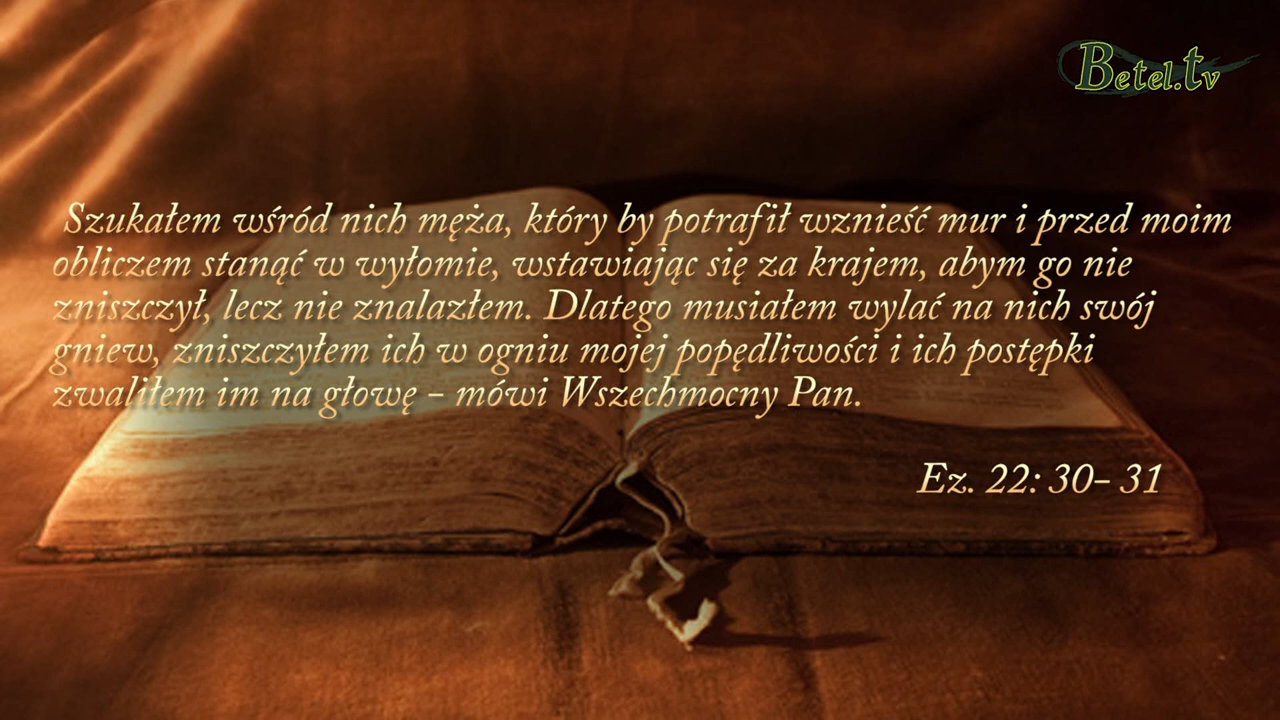 Betel.tv
Szukałem wśród nich męża, który by potrafił wznieść mur i przed moim
obliczem stanąć w wyłomie, wstawiając się za krajem, abym go nie
zniszczył, lecz nie znalazłem. Dlatego musiałem wylać na nich swój
gniew, zniszczyłem ich w ogniu mojej popędliwości i ich postępki
zwaliłem im na głowę – mówi Wszechmocny Pan.
Ez. 22: 30– 31